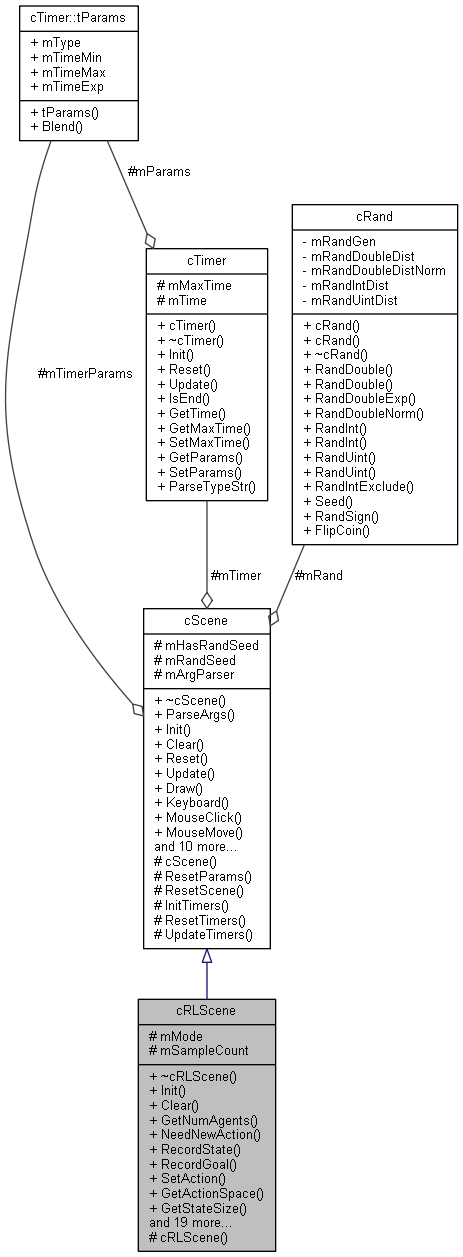 cTimer::tParams
+ mType
+ mTimeMin
+ mTimeMax
+ mTimeExp
+ tParams()
+ Blend()
#mParams
cRand
- mRandGen
- mRandDoubleDist
- mRandDoubleDistNorm
- mRandIntDist
- mRandUintDist
+ cRand()
+ cRand()
+ ~cRand()
+ RandDouble()
+ RandDouble()
+ RandDoubleExp()
+ RandDoubleNorm()
+ RandInt()
+ RandInt()
+ RandUint()
+ RandUint()
+ RandIntExclude()
+ Seed()
+ RandSign()
+ FlipCoin()
cTimer
# mMaxTime
# mTime
+ cTimer()
+ ~cTimer()
+ Init()
+ Reset()
+ Update()
+ IsEnd()
+ GetTime()
+ GetMaxTime()
+ SetMaxTime()
+ GetParams()
+ SetParams()
+ ParseTypeStr()
#mTimerParams
#mTimer
#mRand
cScene
# mHasRandSeed
# mRandSeed
# mArgParser
+ ~cScene()
+ ParseArgs()
+ Init()
+ Clear()
+ Reset()
+ Update()
+ Draw()
+ Keyboard()
+ MouseClick()
+ MouseMove()
and 10 more...
# cScene()
# ResetParams()
# ResetScene()
# InitTimers()
# ResetTimers()
# UpdateTimers()
cRLScene
# mMode
# mSampleCount
+ ~cRLScene()
+ Init()
+ Clear()
+ GetNumAgents()
+ NeedNewAction()
+ RecordState()
+ RecordGoal()
+ SetAction()
+ GetActionSpace()
+ GetStateSize()
and 19 more...
# cRLScene()